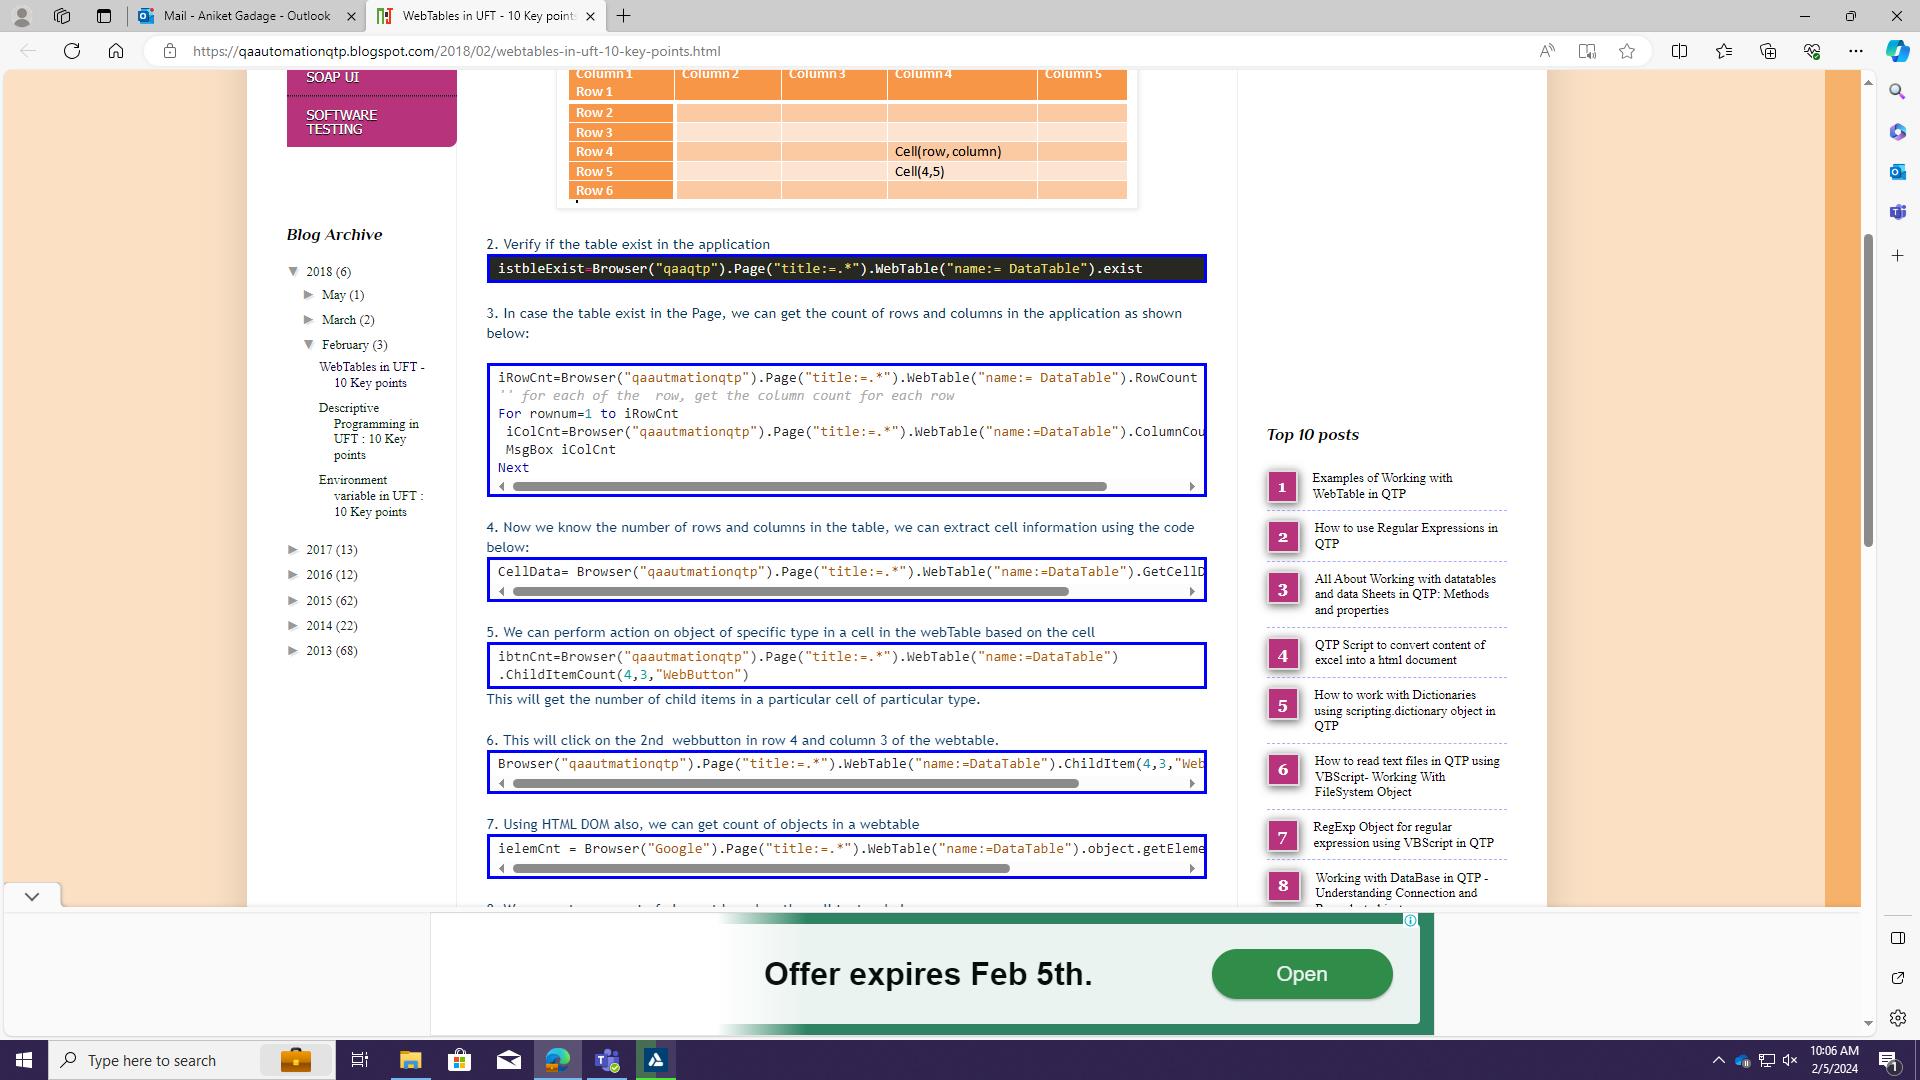 Mail - Aniket Gadage - Outlook
WebTables in UFT - 10 Key points
https://qaautomationqtp.blogspot.com/2018/02/webtables-in-uft-10-key-points.html
SOAP UI
SOFTWARE
TESTING
Column 1 Column 2 Column 3 Column 4 Column 5
Row 1
Row 2
Row 3
Row 4 Cell(row, column)
Row 5 Cell(4,5)
Row 6
Blog Archive
2018 (6)
May (1)
March (2)
February (3)
WebTables in UFT -
10 Key points
Descriptive
Programming in
UFT : 10 Key
points
Environment
variable in UFT :
10 Key points
2017 (13)
2016 (12)
2015 (62)
2014 (22)
2013 (68)
2. Verify if the table exist in the application
istbleExist=Browser("qaaqtp").Page("title:=.*").WebTable("name:= DataTable").exist
3. In case the table exist in the Page, we can get the count of rows and columns in the application as shown
below:
iRowCnt=Browser("qaautmationqtp").Page("title:=.*").WebTable("name:= DataTable").RowCount
'' for each of the  row, get the column count for each row
For rownum=1 to iRowCnt
iColCnt=Browser("qaautmationqtp").Page("title:=.*").WebTable("name:=DataTable").ColumnCou
MsgBox iColCnt
Next
4. Now we know the number of rows and columns in the table, we can extract cell information using the code
below:
CellData= Browser("qaautmationqtp").Page("title:=.*").WebTable("name:=DataTable").GetCellD
5. We can perform action on object of specific type in a cell in the webTable based on the cell
ibtnCnt=Browser("qaautmationqtp").Page("title:=.*").WebTable("name:=DataTable")
.ChildItemCount(4,3,"WebButton")
This will get the number of child items in a particular cell of particular type.
6. This will click on the 2nd  webbutton in row 4 and column 3 of the webtable.
Browser("qaautmationqtp").Page("title:=.*").WebTable("name:=DataTable").ChildItem(4,3,"Web
7. Using HTML DOM also, we can get count of objects in a webtable
ielemCnt = Browser("Google").Page("title:=.*").WebTable("name:=DataTable").object.getEleme
Top 10 posts
1 Examples of Working with
WebTable in QTP
2 How to use Regular Expressions in
QTP
3 All About Working with datatables
and data Sheets in QTP: Methods
and properties
4 QTP Script to convert content of
excel into a html document
5 How to work with Dictionaries
using scripting.dictionary object in
QTP
6 How to read text files in QTP using
VBScript- Working With
FileSystem Object
7 RegExp Object for regular
expression using VBScript in QTP
8 Working with DataBase in QTP -
Understanding Connection and
Offer expires Feb 5th.
Open
Type here to search
10:06 AM
2/5/2024
1